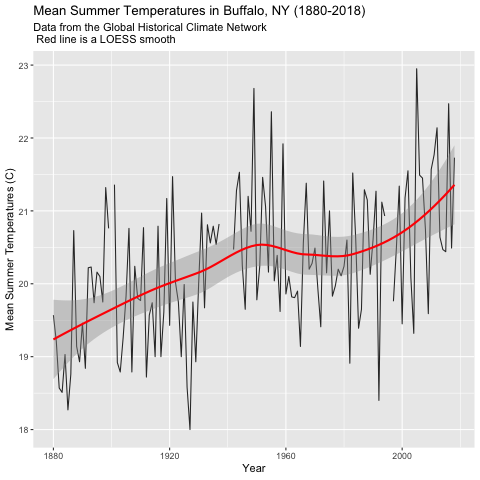 Mean Summer Temperatures in Buffalo, NY (1880-2018)
Data from the Global Historical Climate Network
Red line is a LOESS smooth
Mean Summer Temperatures (C)
23
22
21
20
19
18
1880 1920 1960 2000
Year